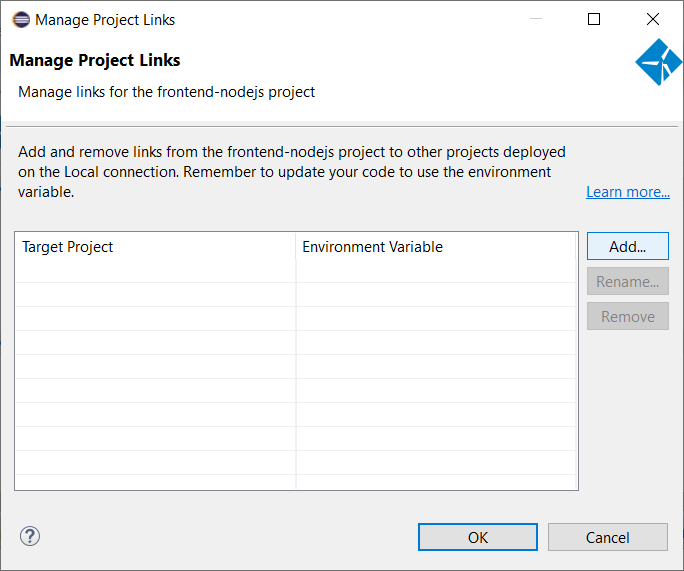 Manage Project Links
Manage Project Links
Manage links for the frontend-nodejs project
Add and remove links from the frontend-nodejs project to other projects deployed
on the Local connection. Remember to update your code to use the environment
variable.
Learn more...
Target Project
Environment Variable
Add...
Rename...
Remove
?
OK
Cancel